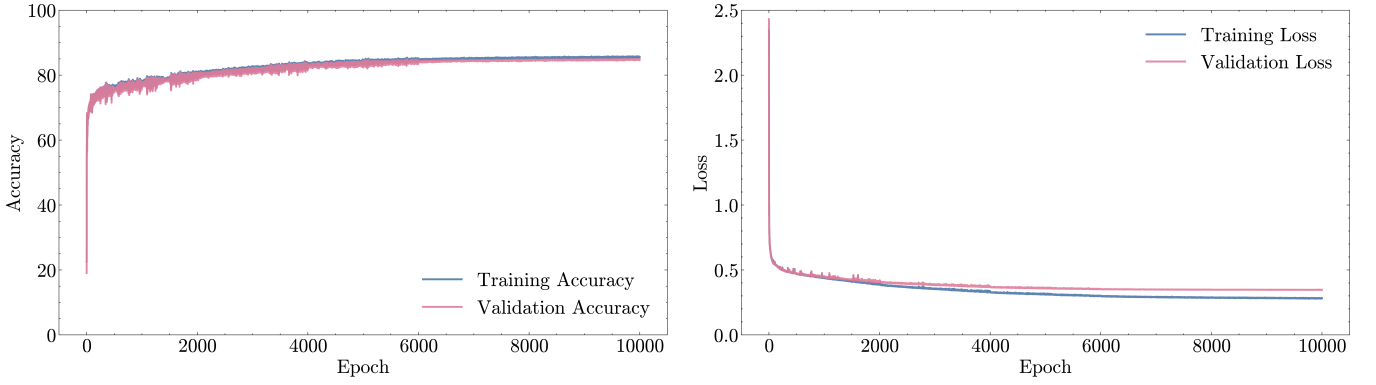 100
80
60
40
20
0
Accuracy
Training Accuracy
Validation Accuracy
0 2000 4000 6000 8000 10000
Epoch
2.5
2.0
1.5
1.0
0.5
0.0
Loss
Training Loss
Validation Loss
0 2000 4000 6000 8000 10000
Epoch